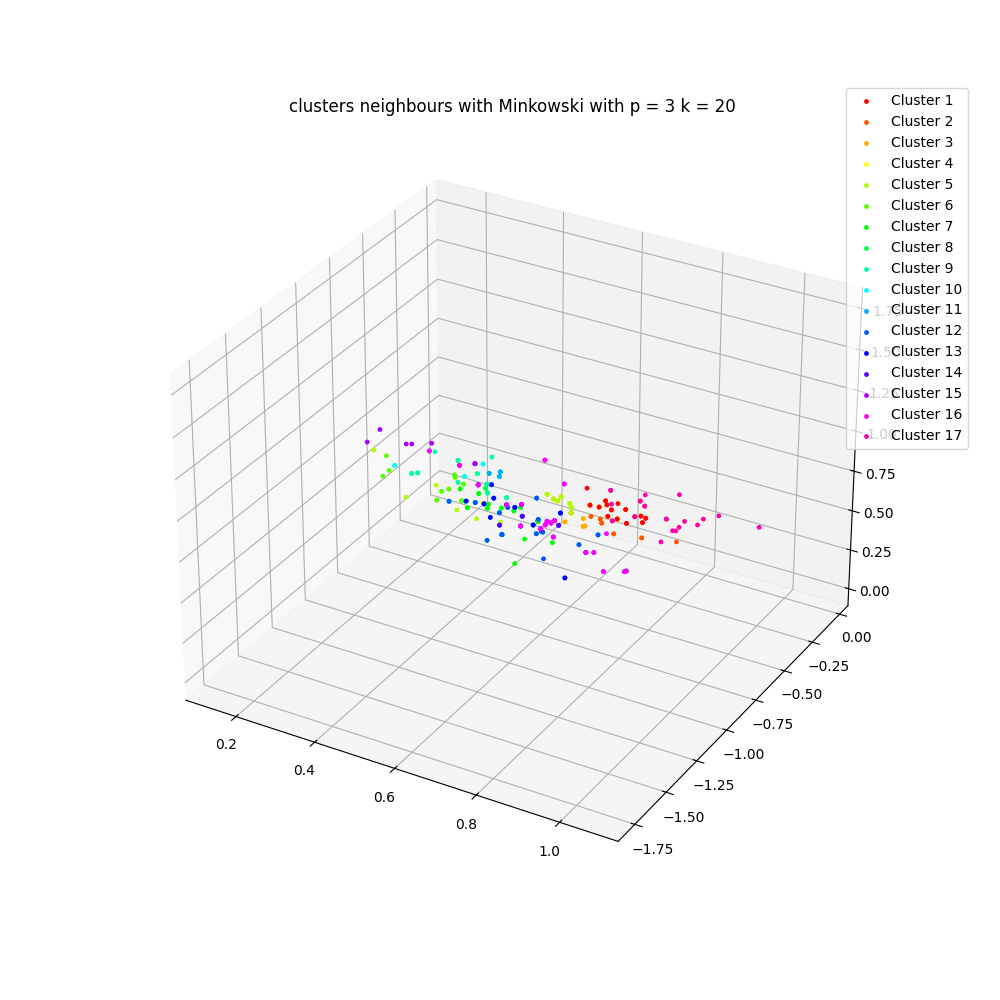 clusters neighbours with Minkowski with p = 3 k = 20
Cluster 1
Cluster 2
Cluster 3
Cluster 4
Cluster 5
Cluster 6
Cluster 7
Cluster 8
Cluster 9
Cluster 10
Cluster 11
Cluster 12
Cluster 13
Cluster 14
Cluster 15
Cluster 16
Cluster 17
1.75
1.50
1.25
1.00
0.75
0.50
0.25
0.00
0.00
−0.25
−0.50
−0.75
−1.00
−1.25
−1.50
−1.75
0.2
0.4
0.6
0.8
1.0